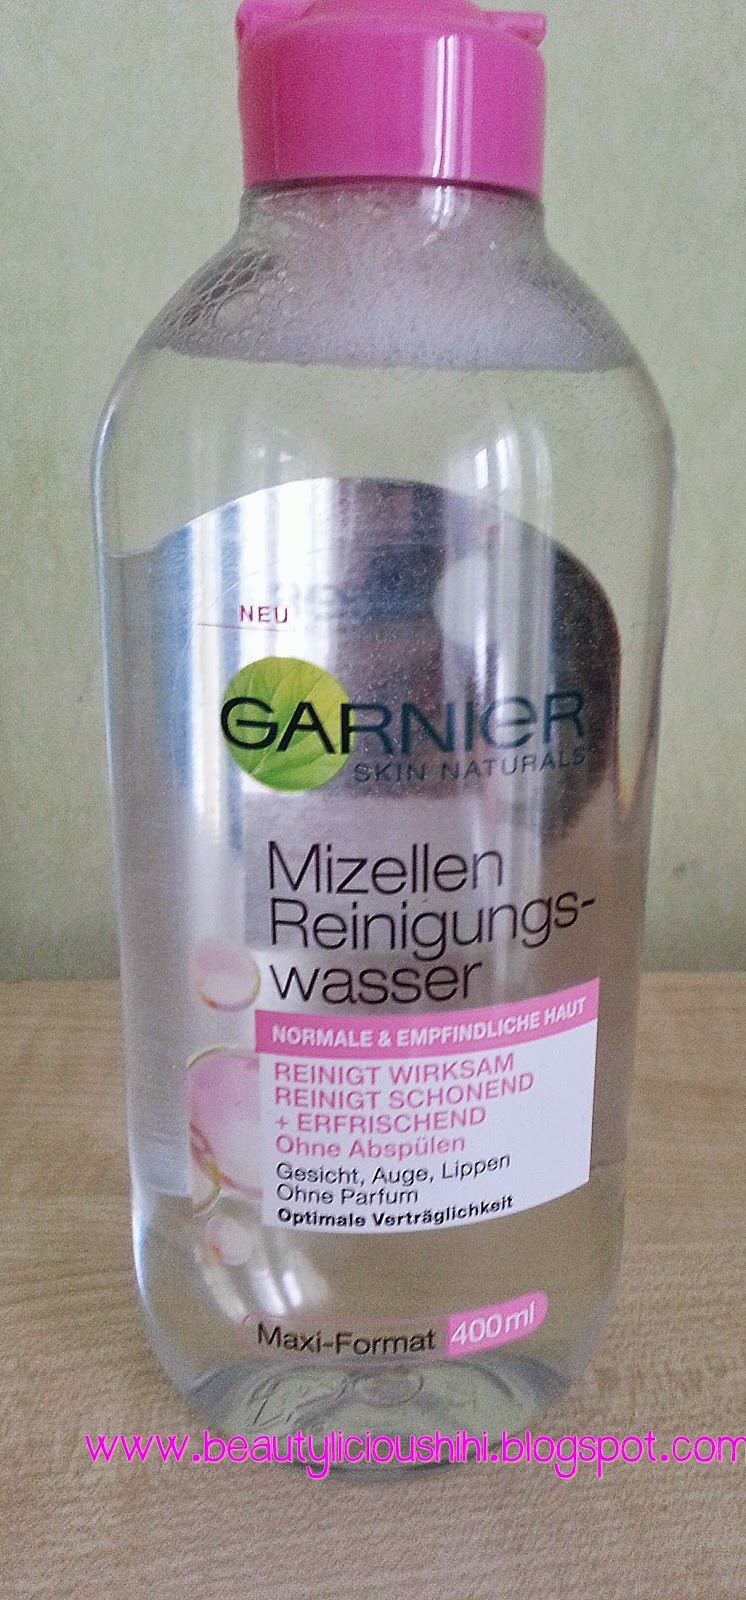 NEU
GARNIER
SKIN NATURALS
Mizellen
Reinigungs-
wasser
NORMALE & EMPFINDLICHE HAUT
REINIGT WIRKSAM
REINIGT SCHONEND
+ ERFRISCHEND
Ohne Abspülen
Gesicht, Auge, Lippen
Ohne Parfum
Optimale Verträglichkeit
Maxi-Format 400ml
www.beautylicioushihi.blogspot.com